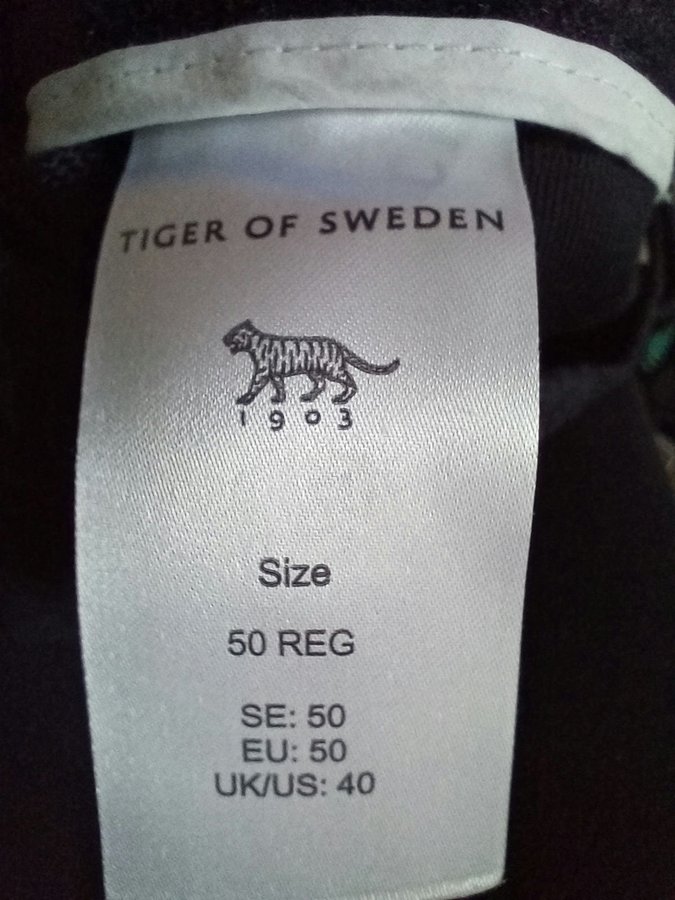 TIGER OF SWEDEN
1903
Size
50 REG
SE: 50
EU: 50
UK/US: 40